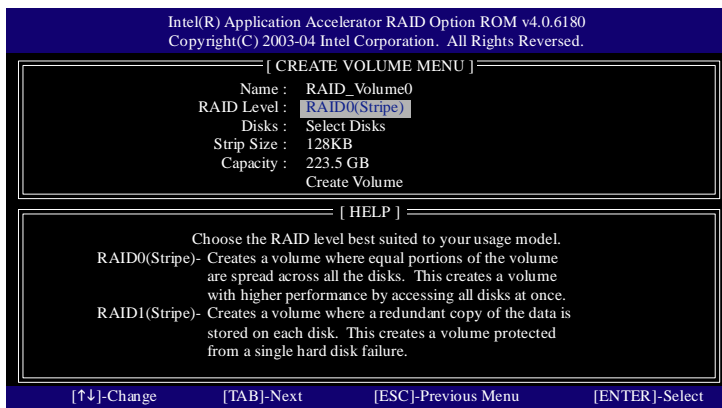 Intel(R) Application Accelerator RAID Option ROM v4.0.6180
Copyright(C) 2003-04 Intel Corporation.  All Rights Reversed.
[ CREATE VOLUME MENU ]
Name :   RAID_Volume0
RAID Level :   RAID0(Stripe)
Disks :   Select Disks
Strip Size :   128KB
Capacity :   223.5 GB
Create Volume
[ HELP ]
Choose the RAID level best suited to your usage model.
RAID0(Stripe)- Creates a volume where equal portions of the volume
are spread across all the disks.  This creates a volume
with higher performance by accessing all disks at once.
RAID1(Stripe)- Creates a volume where a redundant copy of the data is
stored on each disk.  This creates a volume protected
from a single hard disk failure.
[↑↓]-Change   [TAB]-Next   [ESC]-Previous Menu   [ENTER]-Select